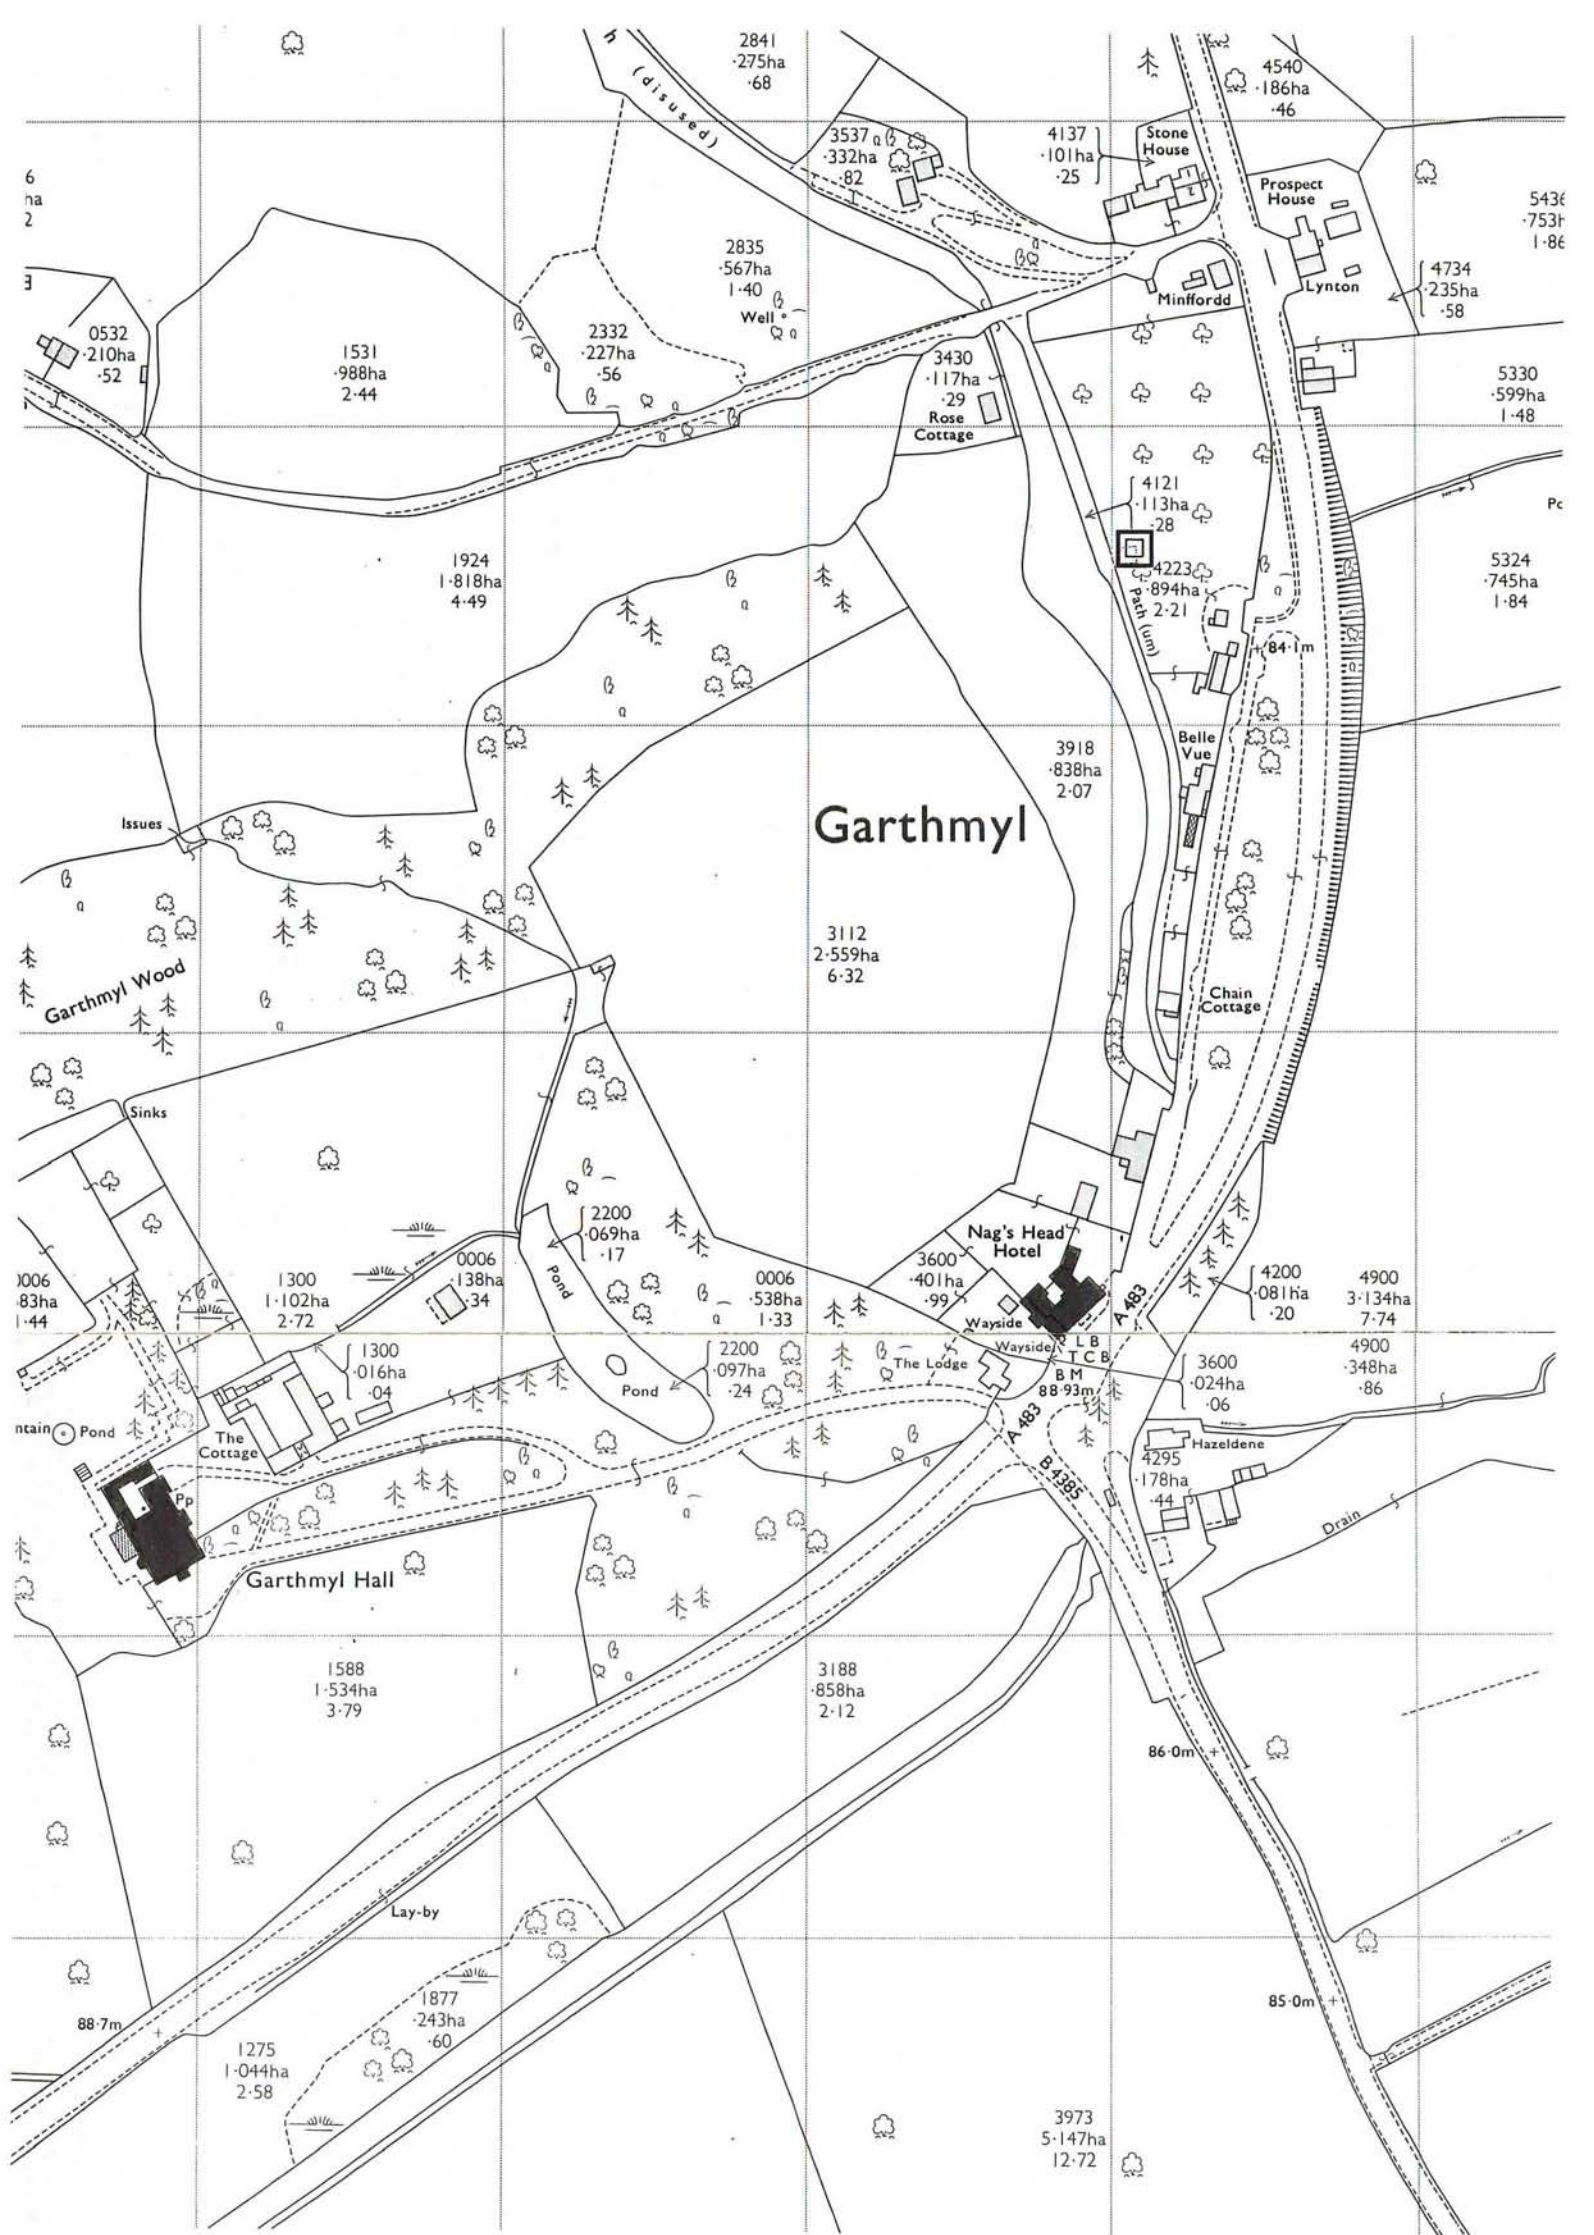 h
(disused)
2841
·275ha
·68
4540
·186ha
·46
3537
·332ha
·82
4137
·101ha
·25
Stone
House
Prospect
House
6
ha
2
5436
·753h
1·86
2835
·567ha
1·40
Well
Minffordd
Lynton
4734
·235ha
·58
0532
·210ha
·52
1531
·988ha
2·44
2332
·227ha
·56
3430
·117ha
·29
Rose
Cottage
5330
·599ha
1·48
4121
·113ha
·28
Pc
1924
1·818ha
4·49
4223
·894ha
2·21
Path (um)
5324
·745ha
1·84
84·1m
3918
·838ha
2·07
Belle
Vue
Issues
Garthmyl
3112
2·559ha
6·32
Garthmyl Wood
Chain
Cottage
Sinks
2200
·069ha
·17
Nag's Head
Hotel
0006
83ha
1·44
1300
1·102ha
2·72
0006
·138ha
·34
Pond
0006
·538ha
1·33
3600
·401ha
·99
A 483
4200
·081ha
·20
4900
3·134ha
7·74
Wayside
Wayside
L B
T C B
B M
88·93m
4900
·348ha
·86
1300
·016ha
·04
2200
·097ha
·24
Pond
The Lodge
3600
·024ha
·06
ntain
Pond
The
Cottage
A 483
B 4385
Hazeldene
4295
·178ha
·44
Pp
Drain
Garthmyl Hall
1588
1·534ha
3·79
3188
·858ha
2·12
86·0m
Lay-by
88·7m
1877
·243ha
·60
85·0m
1275
1·044ha
2·58
3973
5·147ha
12·72